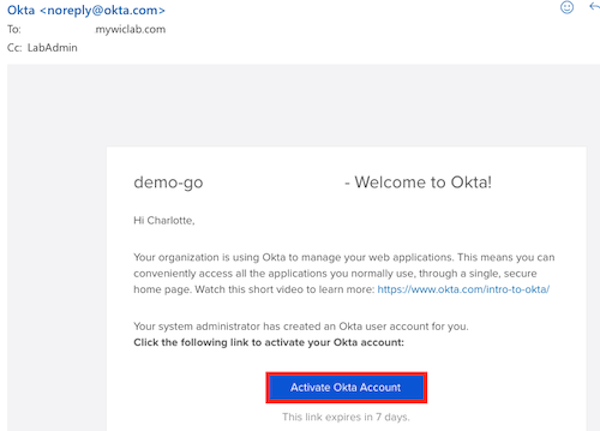 Okta <noreply@okta.com>
To: mywiclab.com
Cc: LabAdmin
demo-go - Welcome to Okta!
Hi Charlotte,
Your organization is using Okta to manage your web applications. This means you can
conveniently access all the applications you normally use, through a single, secure
home page. Watch this short video to learn more: https://www.okta.com/intro-to-okta/
Your system administrator has created an Okta user account for you.
Click the following link to activate your Okta account:
Activate Okta Account
This link expires in 7 days.